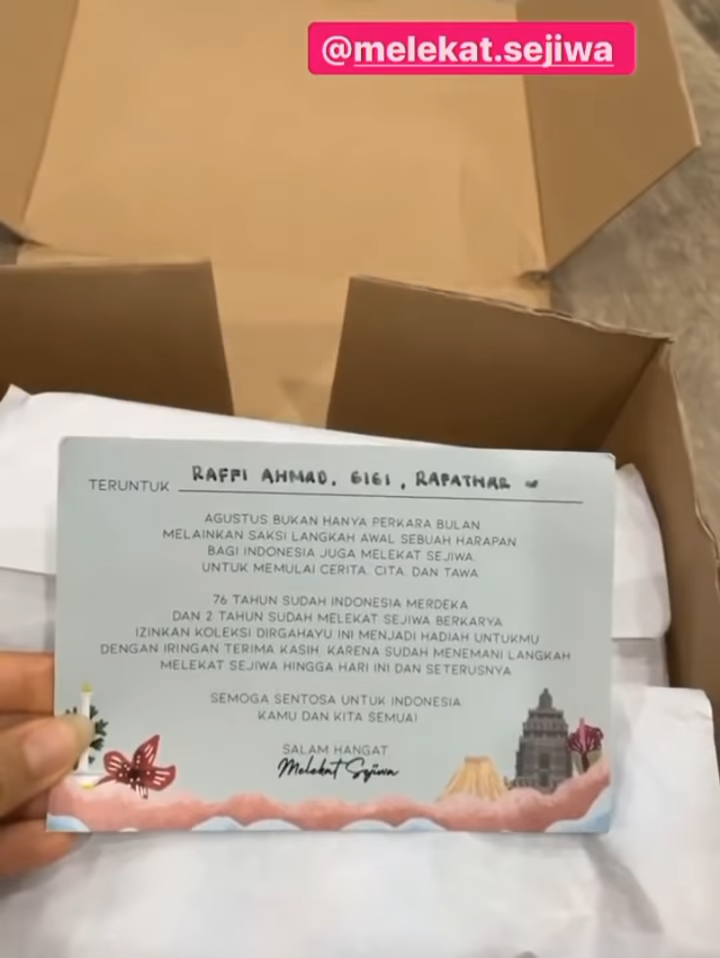 @melekat.sejiwa
TERUNTUK RAFFI AHMAD, GIGI, RAFATHAR
AGUSTUS BUKAN HANYA PERKARA BULAN
MELAINKAN SAKSI LANGKAH AWAL SEBUAH HARAPAN
BAGI INDONESIA JUGA MELEKAT SEJIWA.
UNTUK MEMULAI CERITA, CITA, DAN TAWA
76 TAHUN SUDAH INDONESIA MERDEKA
DAN 2 TAHUN SUDAH MELEKAT SEJIWA BERKARYA
IZINKAN KOLEKSI DIRGAHAYU INI MENJADI HADIAH UNTUKMU
DENGAN IRINGAN TERIMA KASIH, KARENA SUDAH MENEMANI LANGKAH
MELEKAT SEJIWA HINGGA HARI INI DAN SETERUSNYA
SEMOGA SENTOSA UNTUK INDONESIA
KAMU DAN KITA SEMUA!
SALAM HANGAT
Melekat Sejiwa